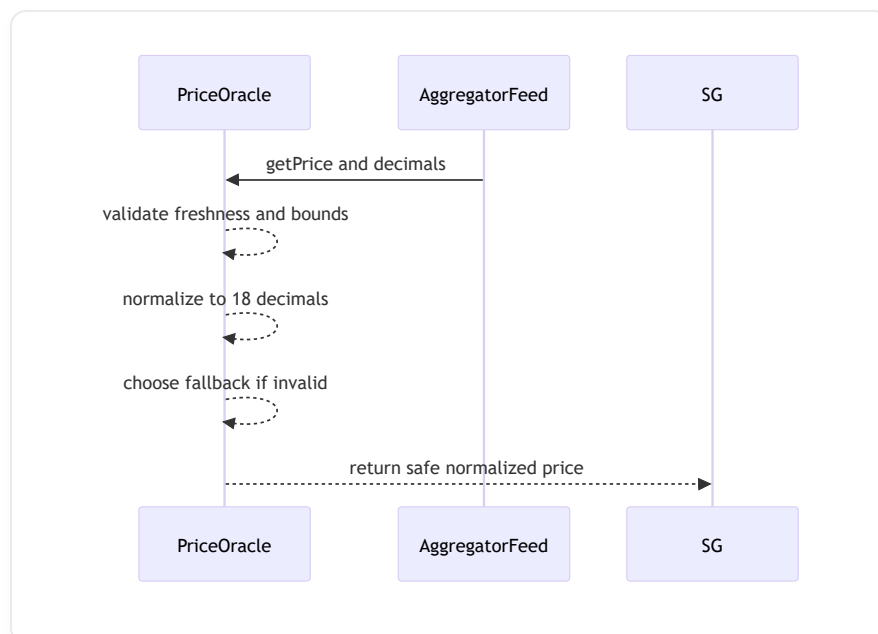 PriceOracle
AggregatorFeed
SG
getPrice and decimals
validate freshness and bounds
normalize to 18 decimals
choose fallback if invalid
return safe normalized price
PriceOracle
AggregatorFeed
SG